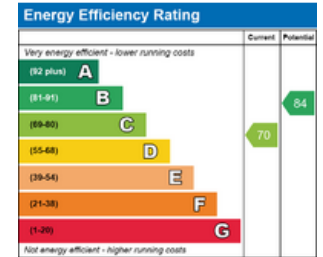 Energy Efficiency Rating
Current Potential
Very energy efficient - lower running costs
(92 plus) A
(81-91) B
84
(69-80) C
70
(55-68) D
(39-54) E
(21-38) F
(1-20) G
Not energy efficient - higher running costs